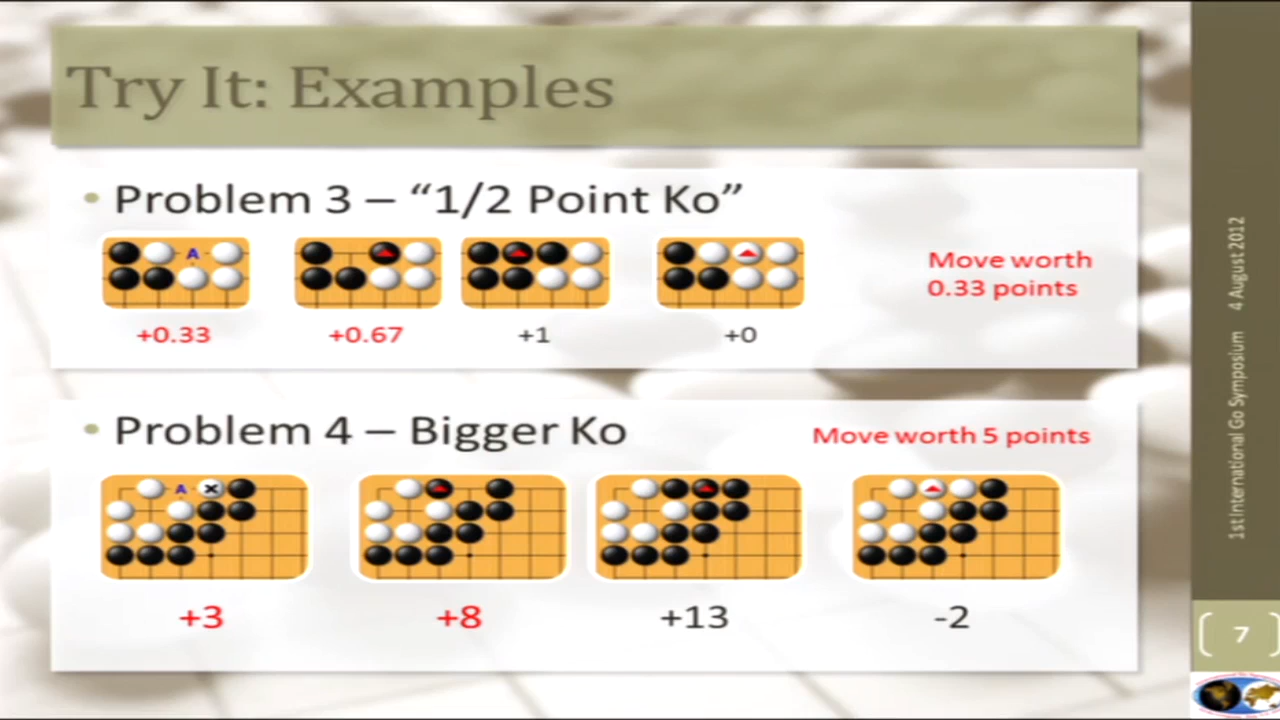 Try It: Examples
• Problem 3 – “1/2 Point Ko”
A
+0.33
+0.67
+1
+0
Move worth
0.33 points
• Problem 4 – Bigger Ko
Move worth 5 points
A
+3
+8
+13
-2
1st International Go Symposium 4 August 2012
7